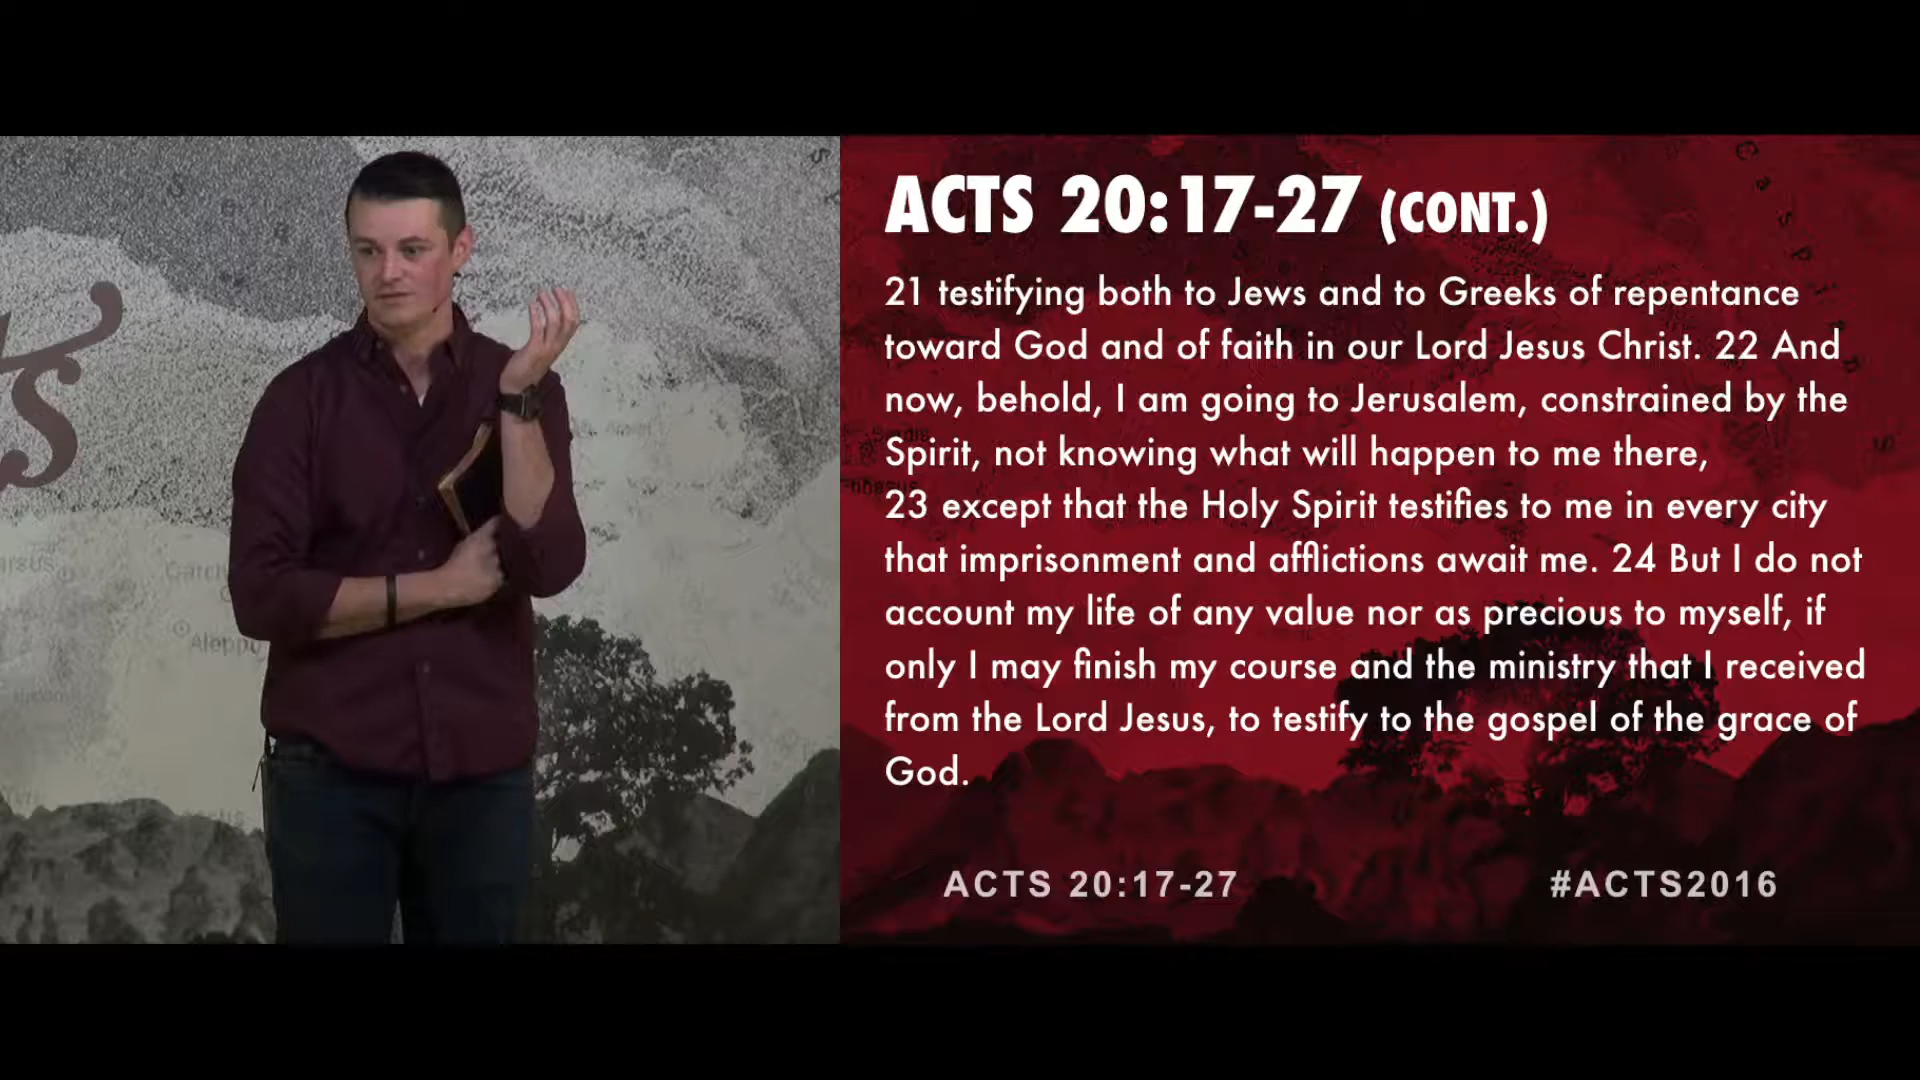 ACTS 20:17-27 (CONT.)
21 testifying both to Jews and to Greeks of repentance
toward God and of faith in our Lord Jesus Christ. 22 And
now, behold, I am going to Jerusalem, constrained by the
Spirit, not knowing what will happen to me there,
23 except that the Holy Spirit testifies to me in every city
that imprisonment and afflictions await me. 24 But I do not
account my life of any value nor as precious to myself, if
only I may finish my course and the ministry that I received
from the Lord Jesus, to testify to the gospel of the grace of
God.
ACTS 20:17-27
#ACTS2016
Aleppo